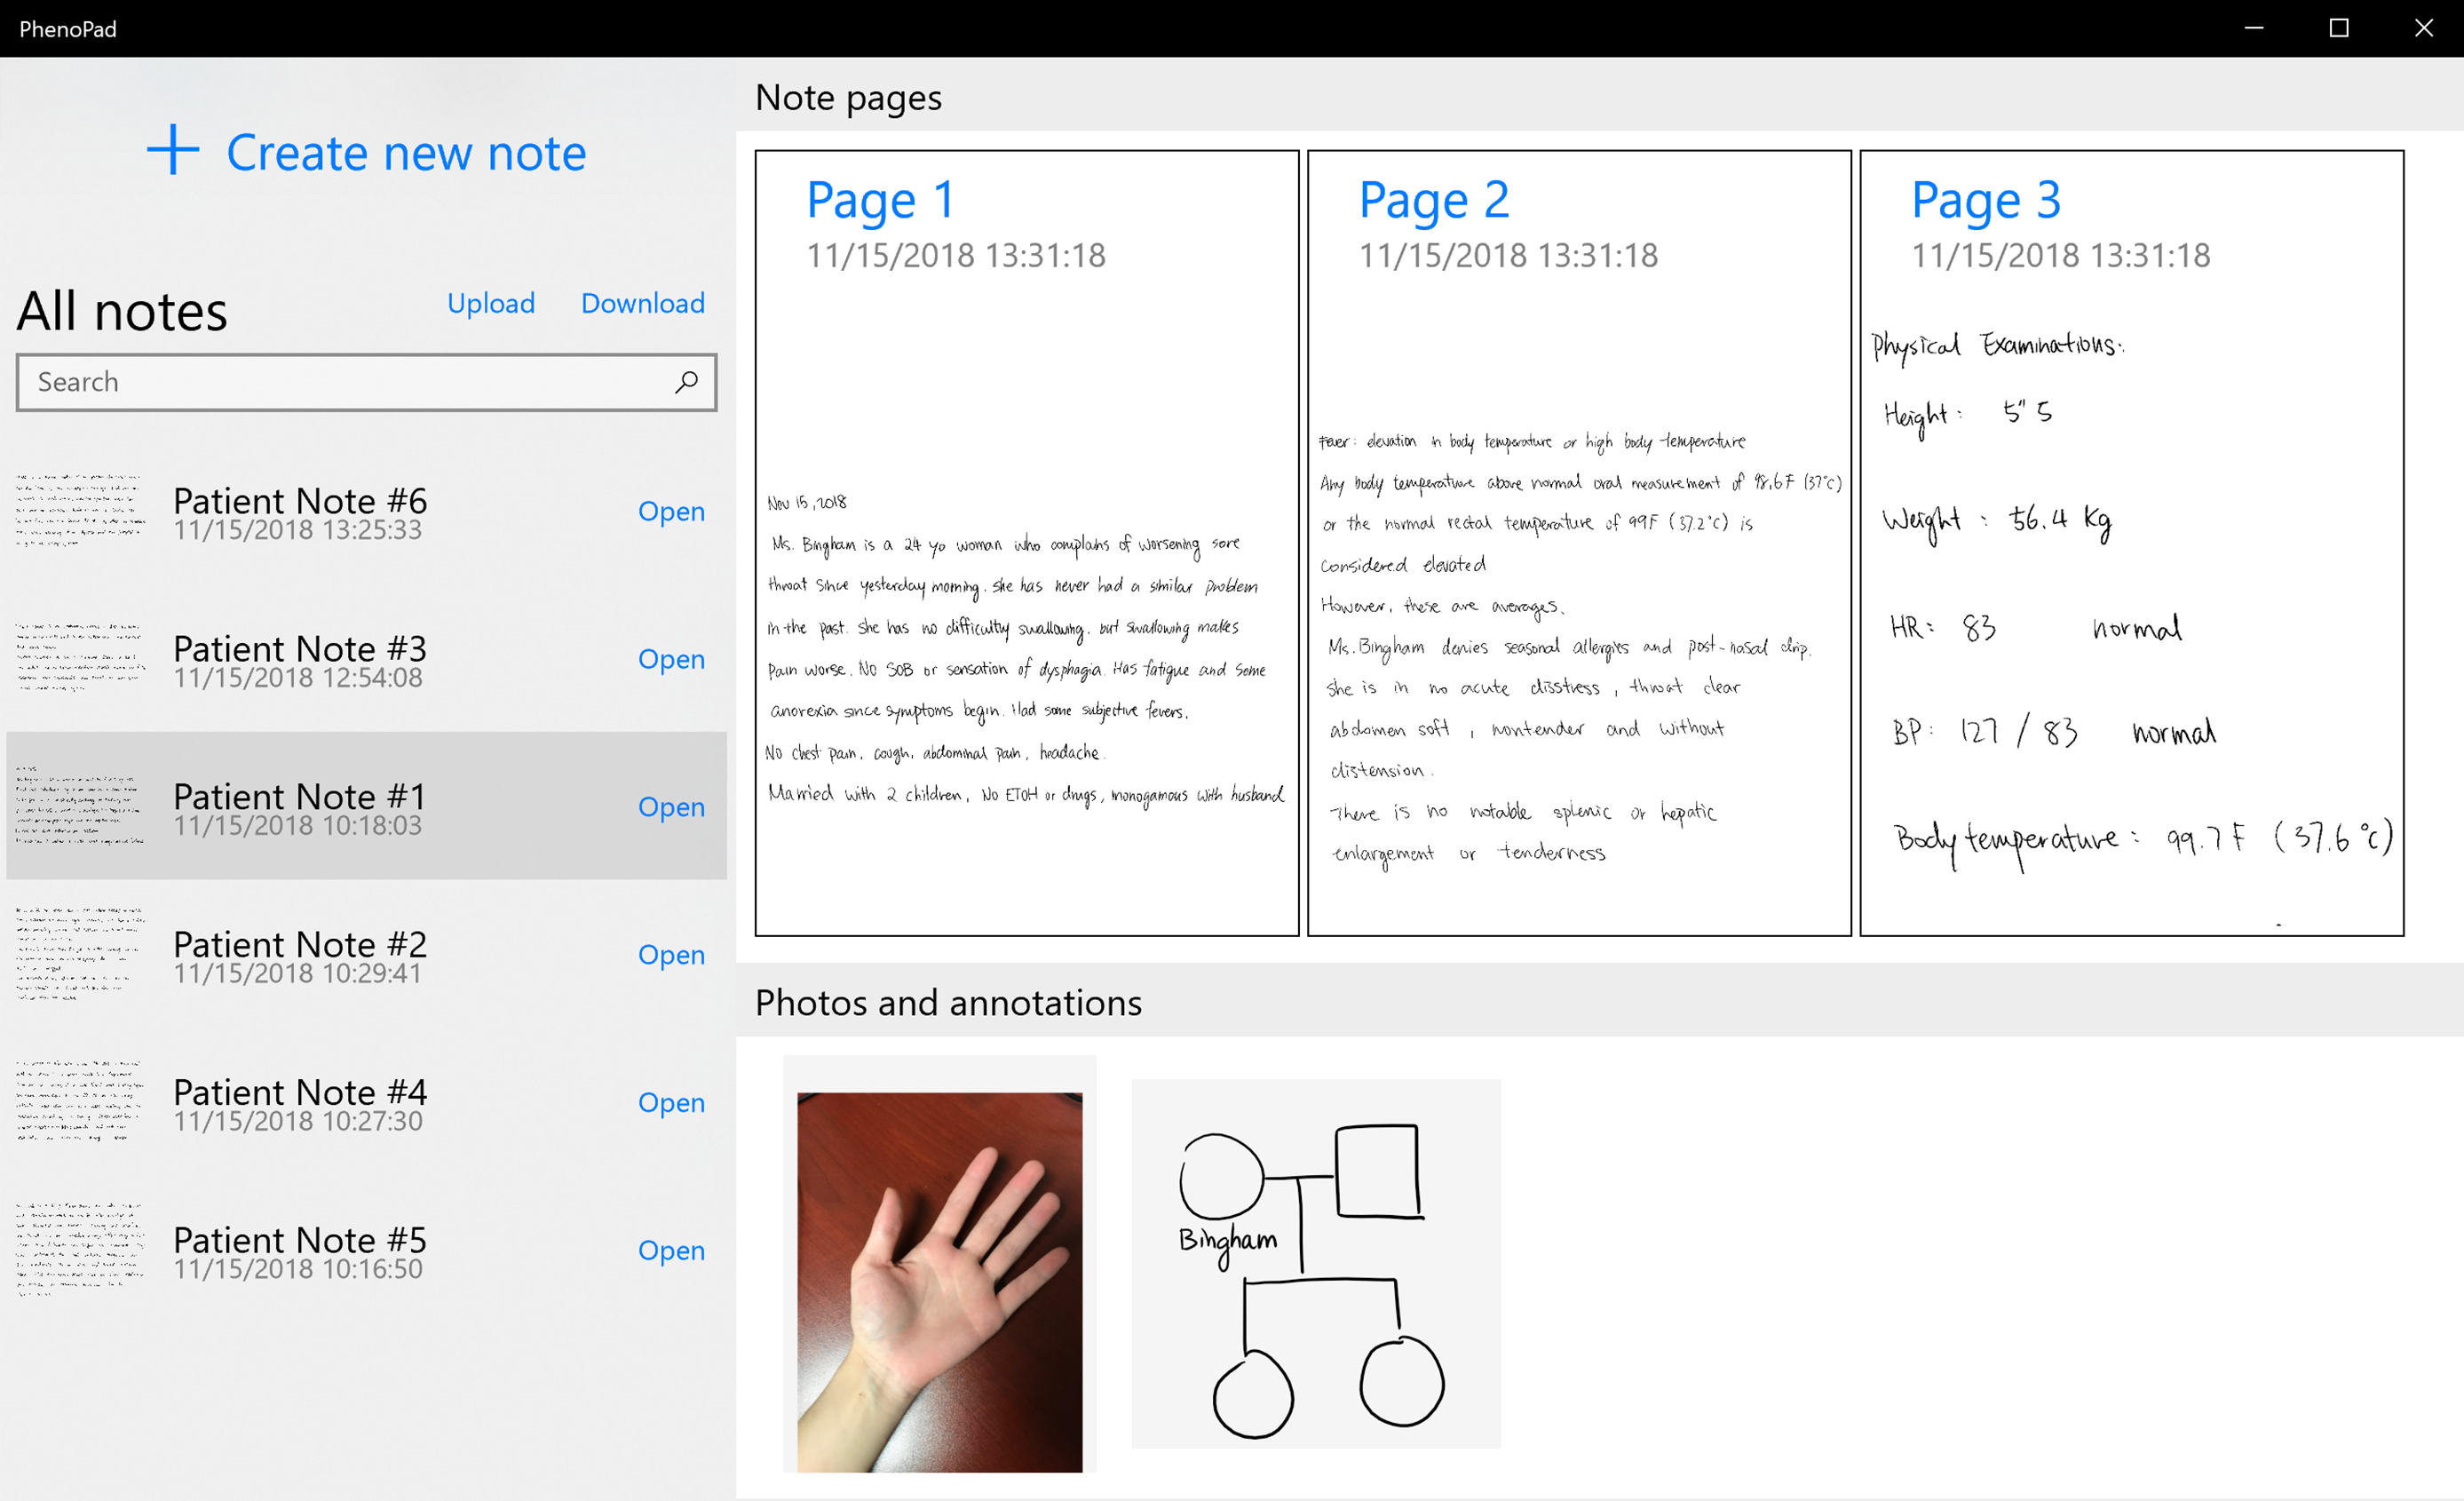 PhenoPad
Create new note
All notes
Upload
Download
Search
Patient Note #6
11/15/2018 13:25:33
Open
Patient Note #3
11/15/2018 12:54:08
Open
Patient Note #1
11/15/2018 10:18:03
Open
Patient Note #2
11/15/2018 10:29:41
Open
Patient Note #4
11/15/2018 10:27:30
Open
Patient Note #5
11/15/2018 10:16:50
Open
Note pages
Page 1
11/15/2018 13:31:18
Nov 15, 2018
Ms. Bingham is a 24 yo woman who complains of worsening sore
throat since yesterday morning. She has never had a similar problem
in the past. She has no difficulty swallowing, but swallowing makes
pain worse. No SOB or sensation of dysphagia. Has fatigue and some
anorexia since symptoms begin. Had some subjective fevers.
No chest pain, cough, abdominal pain, headache.
Married with 2 children, No ETOH or drugs, monogamous with husband
Page 2
11/15/2018 13:31:18
Fever: elevation in body temperature or high body temperature
Any body temperature above normal oral measurement of 98.6 F (37°C)
or the normal rectal temperature of 99F (37.2°C) is
considered elevated
However, these are averages.
Ms. Bingham denies seasonal allergies and post-nasal drip.
She is in no acute disstress, throat clear
abdomen soft, nontender and without
distension.
There is no notable splenic or hepatic
enlargement or tenderness
Page 3
11/15/2018 13:31:18
Physical Examinations:
Height: 5" 5
Weight: 56.4 Kg
HR: 83 normal
BP: 127 / 83 normal
Body temperature: 99.7 F (37.6 °C)
Photos and annotations
Bingham